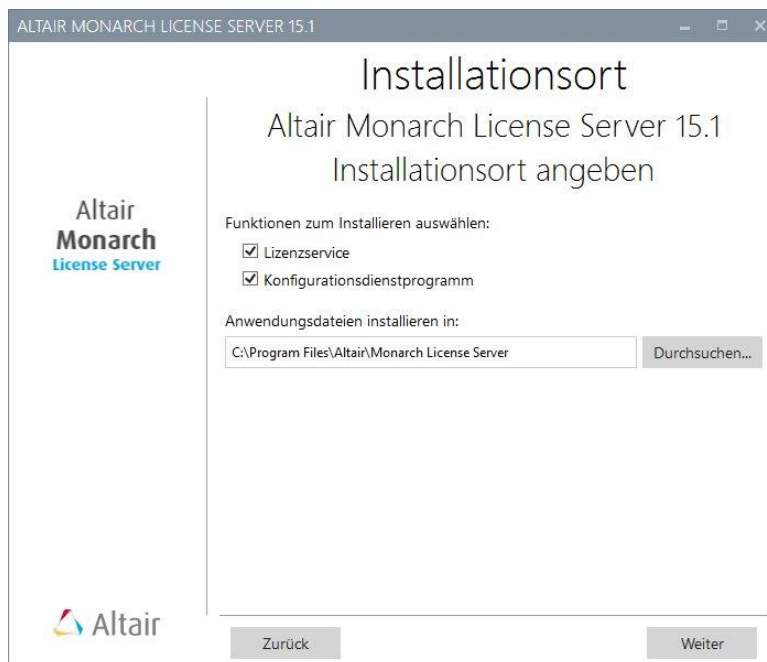 ALTAIR MONARCH LICENSE SERVER 15.1
Installationsort
Altair Monarch License Server 15.1
Installationsort angeben
Altair
Monarch
License Server
Funktionen zum Installieren auswählen:
Lizenzservice
Konfigurationsdienstprogramm
Anwendungsdateien installieren in:
C:\Program Files\Altair\Monarch License Server
Durchsuchen...
Altair
Zurück
Weiter